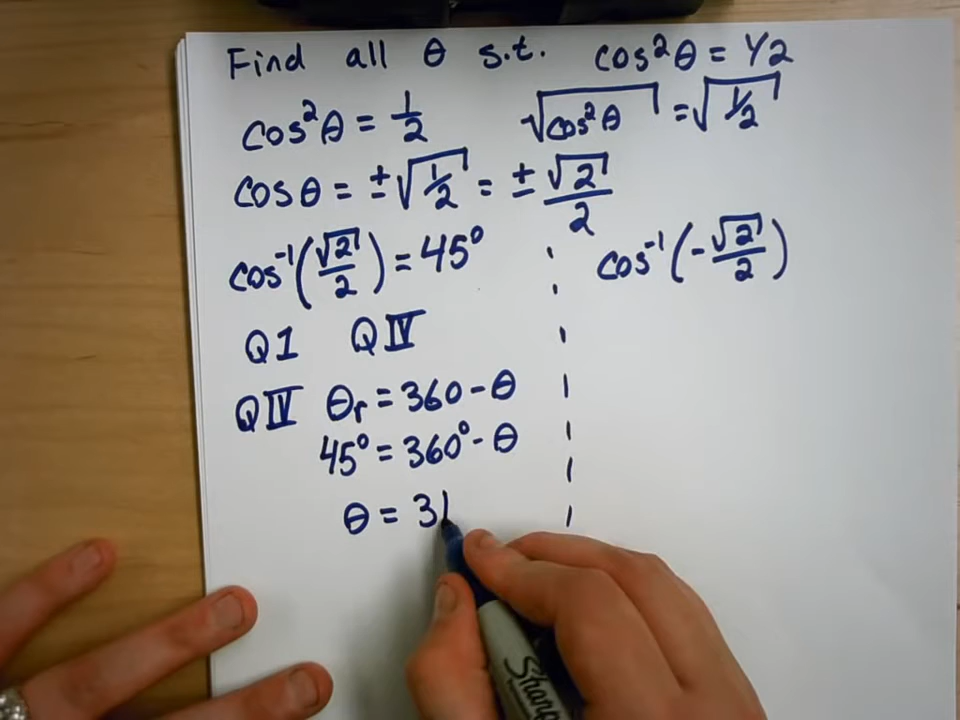 Find all θ s.t. cos²θ = 1/2
cos²θ = 1/2 √cos²θ = √1/2
cosθ = ±√1/2 = ±√2/2
cos⁻¹(√2/2) = 45° cos⁻¹(-√2/2)
Q1 QIV
QIV θr = 360 - θ
45° = 360° - θ
θ = 31
Sharpie